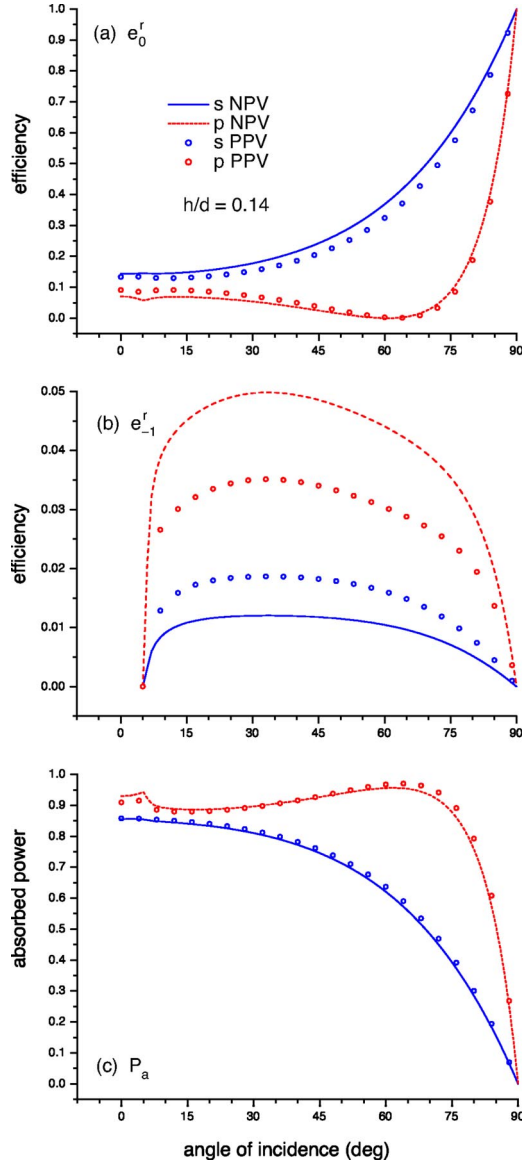 1.0
(a) e₀ʳ
0.9
0.8
s NPV
0.7
p NPV
s PPV
0.6
p PPV
0.5
efficiency
0.4
h/d = 0.14
0.3
0.2
0.1
0.0
0 15 30 45 60 75 90
0.05
(b) e₋₁ʳ
0.04
0.03
efficiency
0.02
0.01
0.00
0 15 30 45 60 75 90
1.0
0.9
0.8
0.7
0.6
absorbed power
0.5
0.4
0.3
0.2
0.1
(c) Pₐ
0.0
0 15 30 45 60 75 90
angle of incidence (deg)